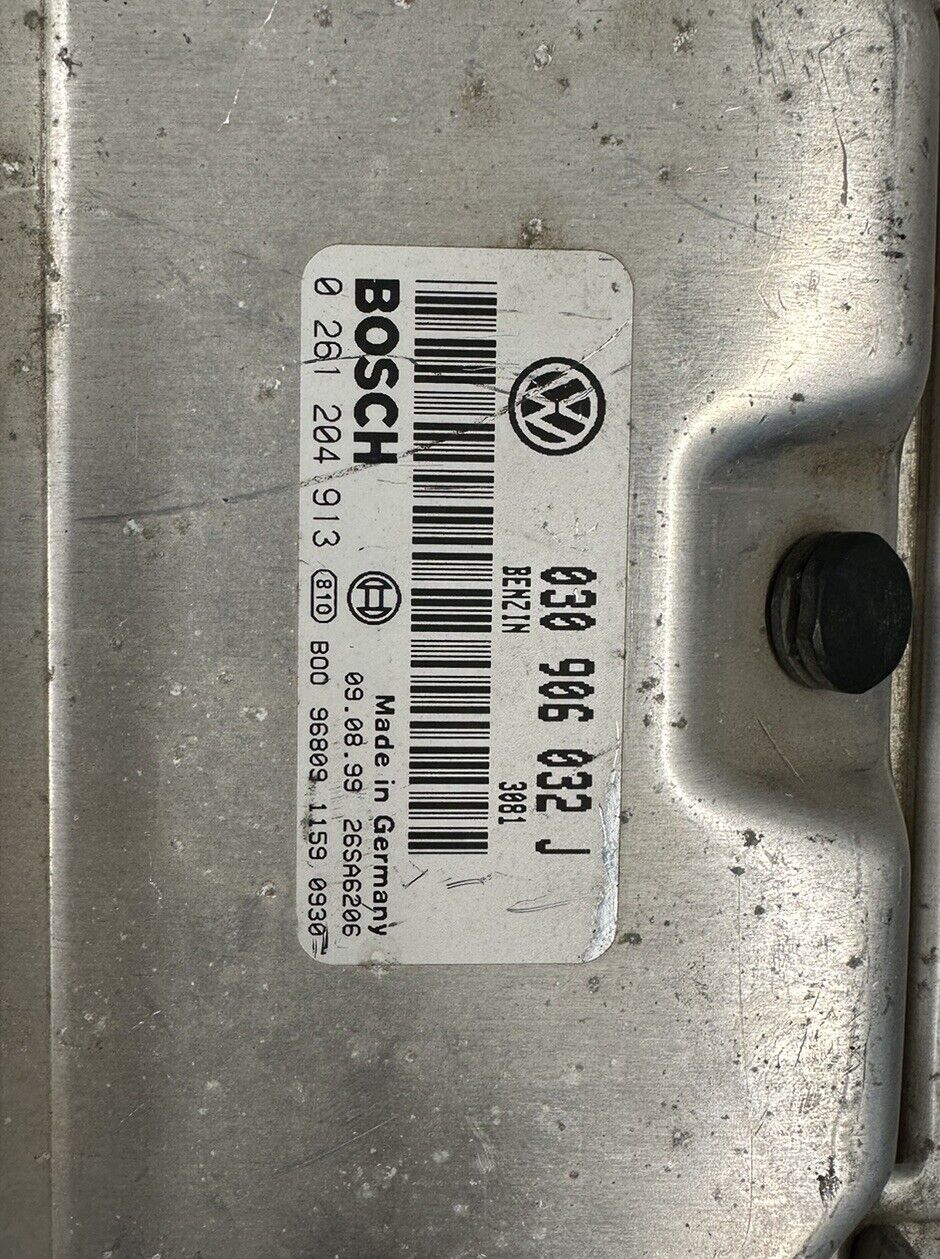 030 906 032 J
BENZIN 3081
BOSCH
Made in Germany
09.08.99 26SA6206
0 261 204 913 810 BOO 96809 1159 0930